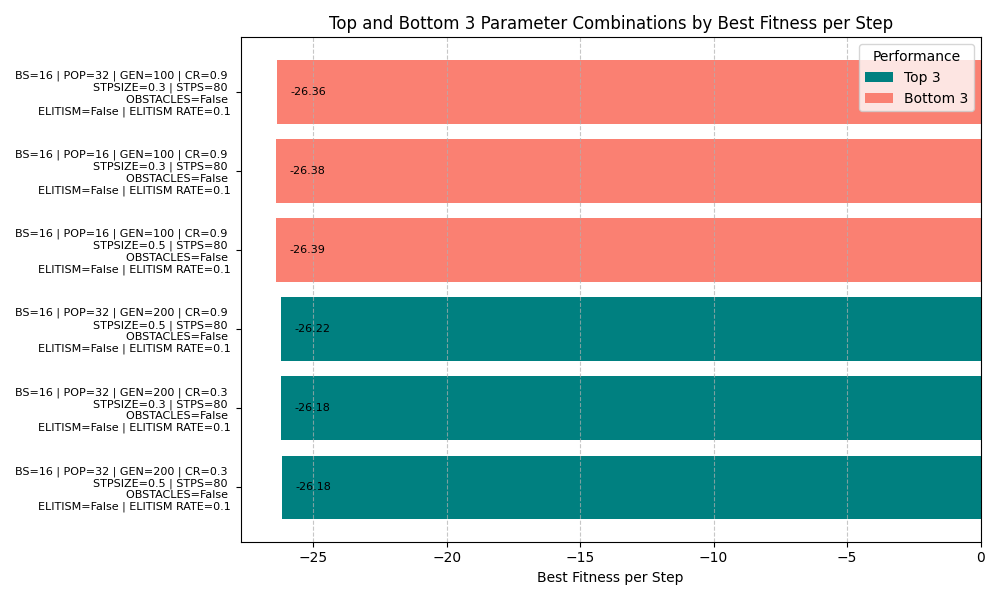 Top and Bottom 3 Parameter Combinations by Best Fitness per Step
Performance
Top 3
Bottom 3
BS=16 | POP=32 | GEN=100 | CR=0.9
STPSIZE=0.3 | STPS=80
OBSTACLES=False
ELITISM=False | ELITISM RATE=0.1
-26.36
BS=16 | POP=16 | GEN=100 | CR=0.9
STPSIZE=0.3 | STPS=80
OBSTACLES=False
ELITISM=False | ELITISM RATE=0.1
-26.38
BS=16 | POP=16 | GEN=100 | CR=0.9
STPSIZE=0.5 | STPS=80
OBSTACLES=False
ELITISM=False | ELITISM RATE=0.1
-26.39
BS=16 | POP=32 | GEN=200 | CR=0.9
STPSIZE=0.5 | STPS=80
OBSTACLES=False
ELITISM=False | ELITISM RATE=0.1
-26.22
BS=16 | POP=32 | GEN=200 | CR=0.3
STPSIZE=0.3 | STPS=80
OBSTACLES=False
ELITISM=False | ELITISM RATE=0.1
-26.18
BS=16 | POP=32 | GEN=200 | CR=0.3
STPSIZE=0.5 | STPS=80
OBSTACLES=False
ELITISM=False | ELITISM RATE=0.1
-26.18
−25 −20 −15 −10 −5 0
Best Fitness per Step